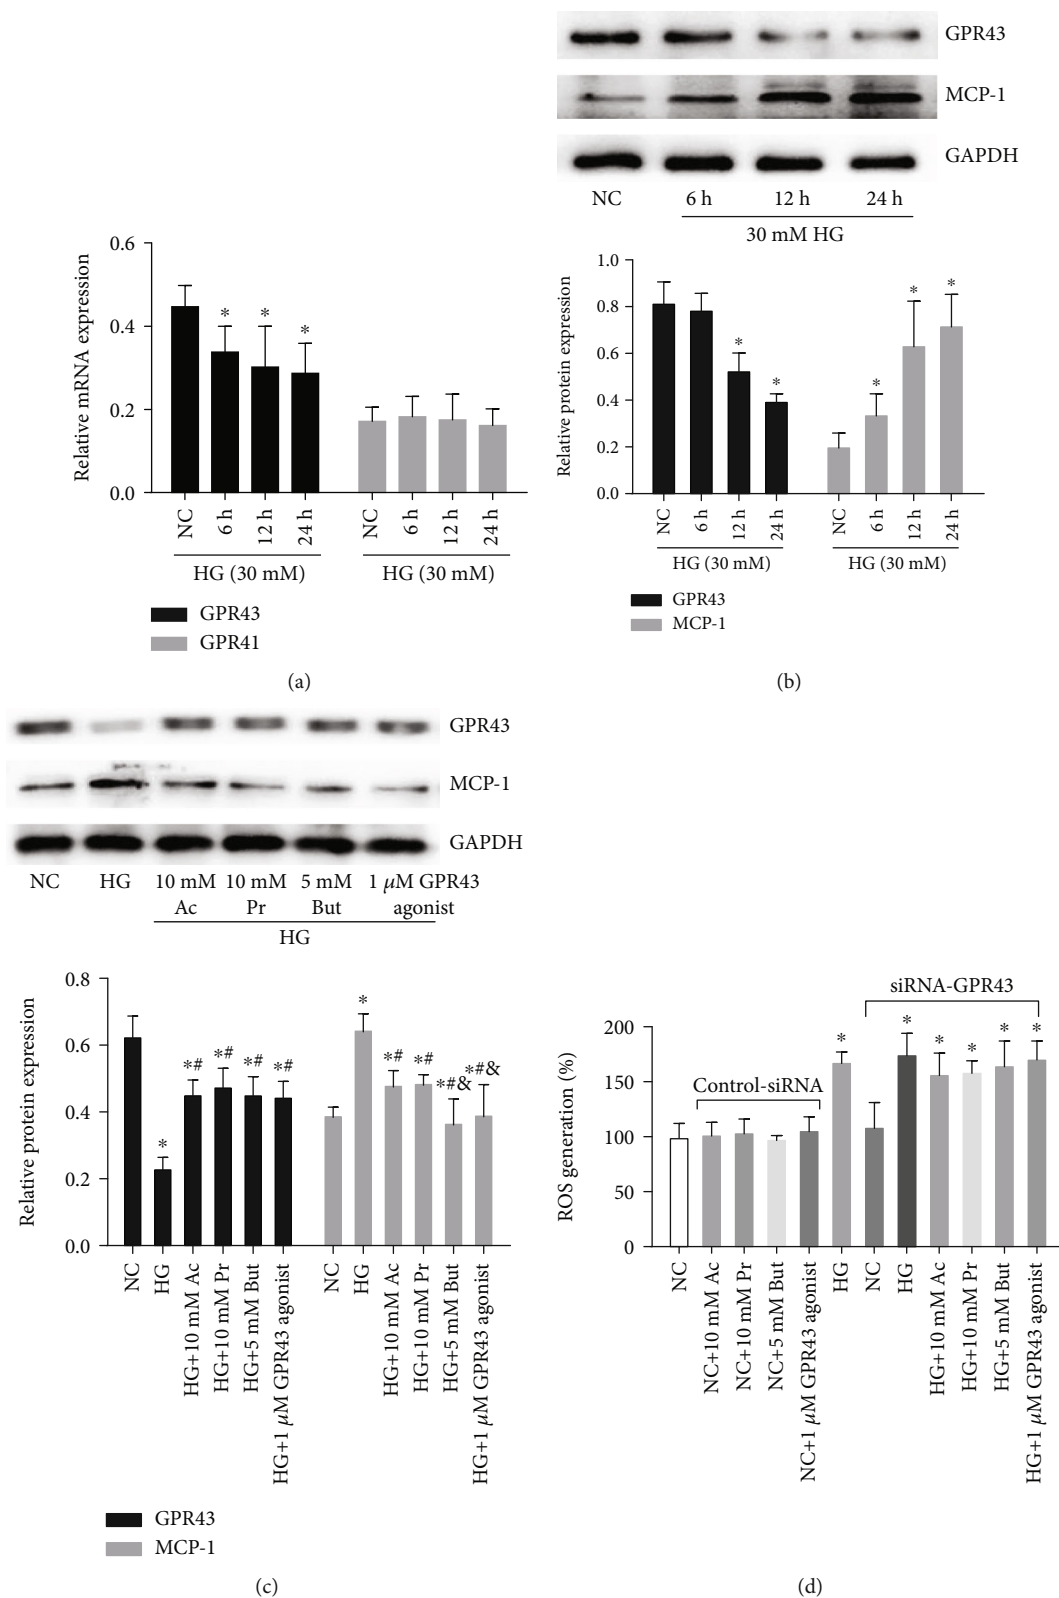 GPR43
MCP-1
GAPDH
NC 6 h 12 h 24 h
30 mM HG
Relative mRNA expression
0.6
0.4
0.2
0.0
* * *
NC 6 h 12 h 24 h NC 6 h 12 h 24 h
HG (30 mM) HG (30 mM)
GPR43
GPR41
(a)
Relative protein expression
1.0
0.8
0.6
0.4
0.2
0.0
* * * * *
NC 6 h 12 h 24 h NC 6 h 12 h 24 h
HG (30 mM) HG (30 mM)
GPR43
MCP-1
(b)
GPR43
MCP-1
GAPDH
NC HG 10 mM 10 mM 5 mM 1 μM GPR43
Ac Pr But agonist
HG
Relative protein expression
0.8
0.6
0.4
0.2
0.0
* *# *# *# *# * *# *# *#& *#&
NC
HG
HG+10 mM Ac
HG+10 mM Pr
HG+5 mM But
HG+1 μM GPR43 agonist
NC
HG
HG+10 mM Ac
HG+10 mM Pr
HG+5 mM But
HG+1 μM GPR43 agonist
GPR43
MCP-1
(c)
siRNA-GPR43
Control-siRNA
ROS generation (%)
200
150
100
50
0
* * * * * *
NC
NC+10 mM Ac
NC+10 mM Pr
NC+5 mM But
NC+1 μM GPR43 agonist
HG
NC
HG
HG+10 mM Ac
HG+10 mM Pr
HG+5 mM But
HG+1 μM GPR43 agonist
(d)